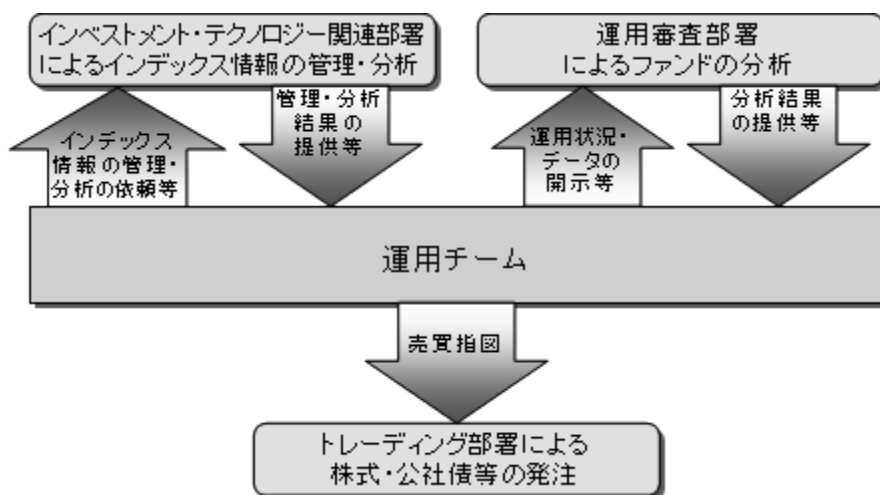 インベストメント・テクノロジー関連部署
によるインデックス情報の管理・分析
運用審査部署
によるファンドの分析
インデックス
情報の管理・
分析の依頼等
管理・分析
結果の
提供等
運用状況・
データの
開示等
分析結果
の提供等
運用チーム
売買指図
トレーディング部署による
株式・公社債等の発注